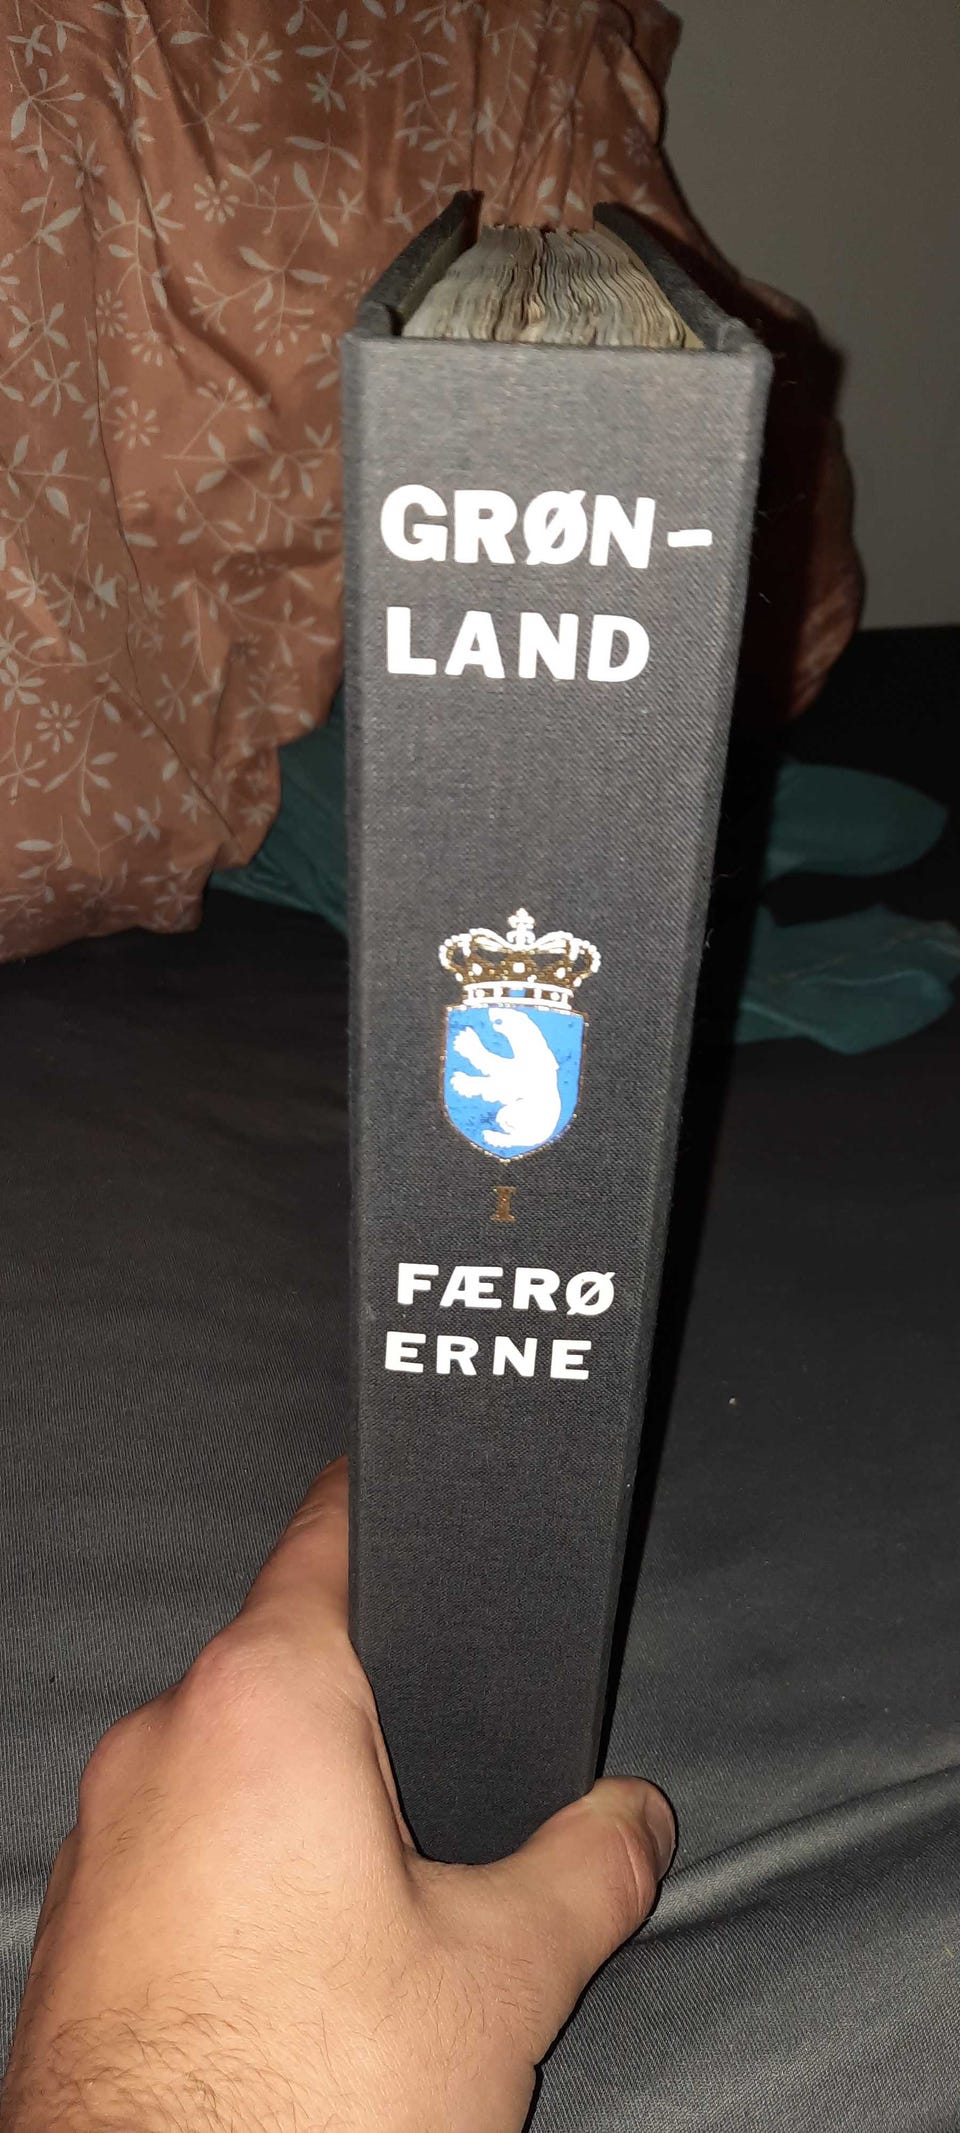 GRØN-
LAND
I
FÆRØ
ERNE